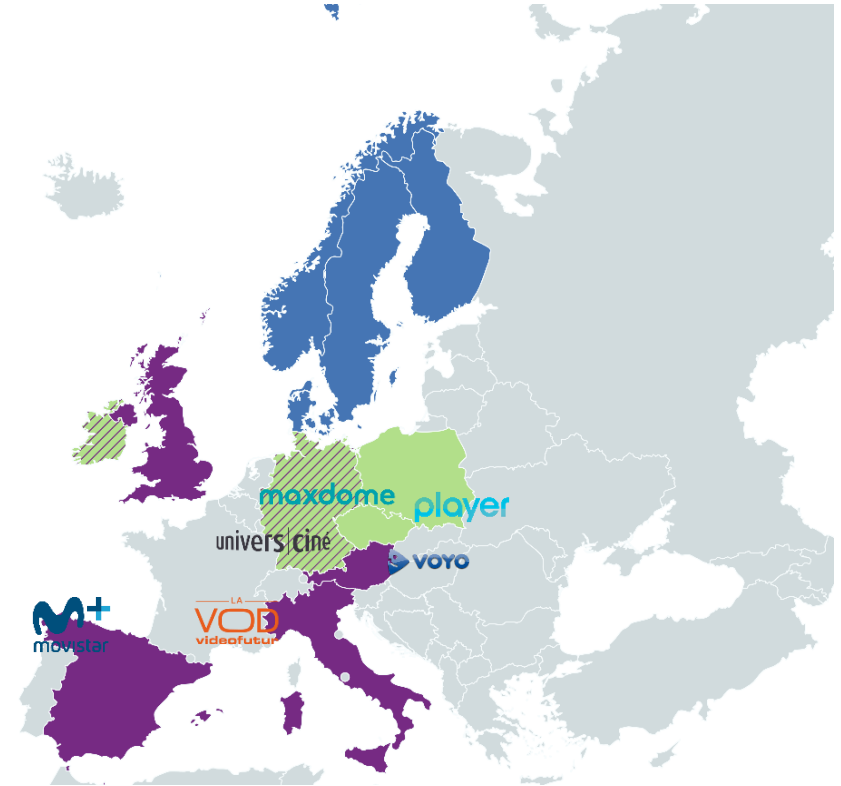 maxdome
player
univers|ciné
VOYO
M+
movistar
LA
VOD
videofutur